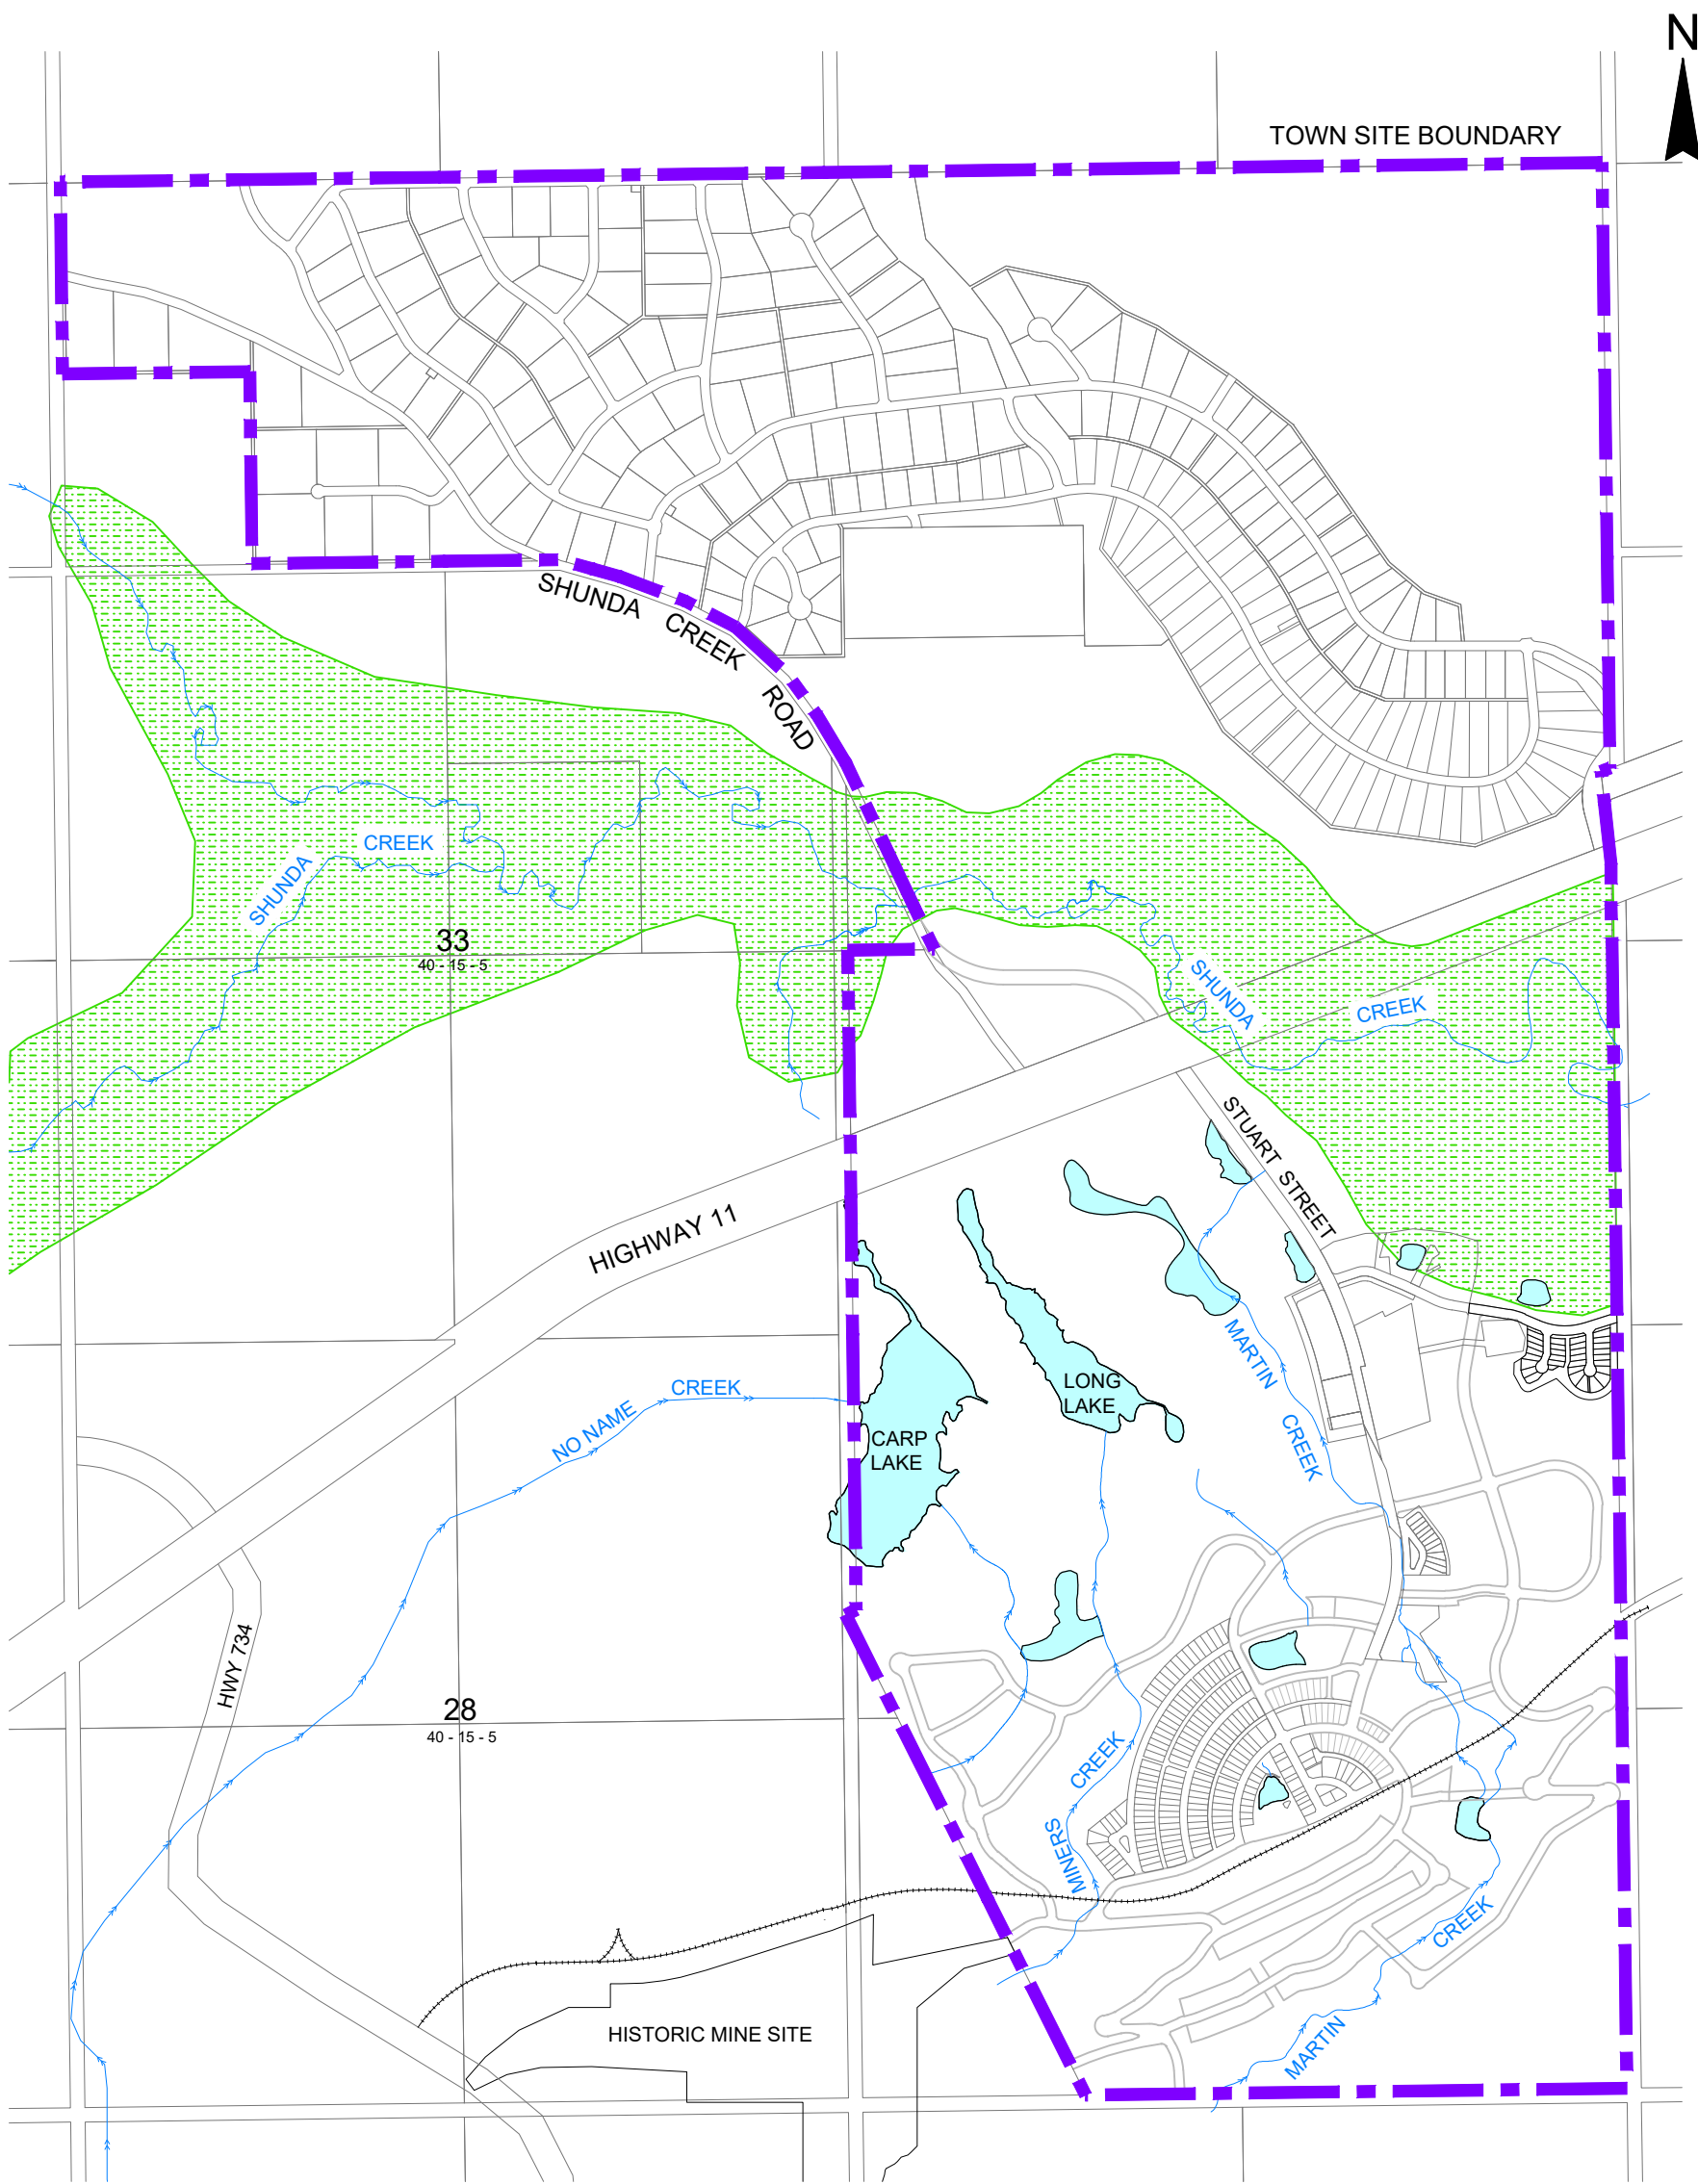 N
TOWN SITE BOUNDARY
SHUNDA CREEK ROAD
CREEK
SHUNDA
33
40 - 15 - 5
SHUNDA
CREEK
STUART STREET
HIGHWAY 11
MARTIN
CREEK
LONG
LAKE
CREEK
NO NAME
CARP
LAKE
HWY 734
28
40 - 15 - 5
CREEK
MINERS
CREEK
MARTIN
HISTORIC MINE SITE